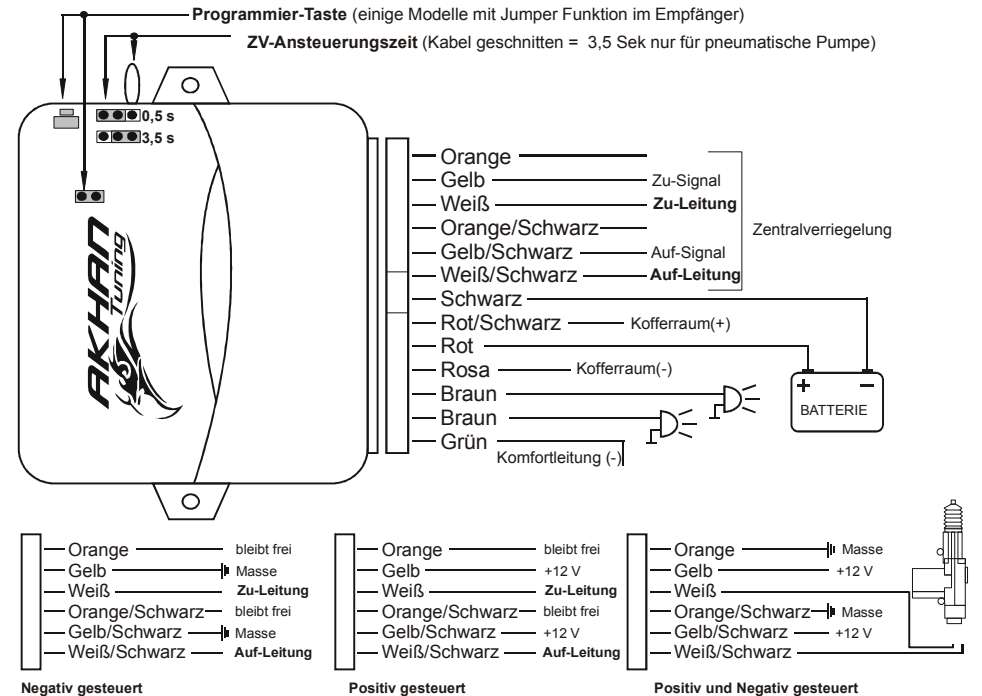 Programmier-Taste (einige Modelle mit Jumper Funktion im Empfänger)
ZV-Ansteuerungszeit (Kabel geschnitten = 3,5 Sek nur für pneumatische Pumpe)
0,5 s
3,5 s
AKHAN
Tuning
Orange
Gelb Zu-Signal
Weiß Zu-Leitung
Orange/Schwarz
Zentralverriegelung
Gelb/Schwarz Auf-Signal
Weiß/Schwarz Auf-Leitung
Schwarz
Rot/Schwarz Kofferraum(+)
Rot
Rosa Kofferraum(-)
Braun
Braun
Grün
Komfortleitung (-)
+ −
BATTERIE
Orange bleibt frei
Gelb Masse
Weiß Zu-Leitung
Orange/Schwarz bleibt frei
Gelb/Schwarz Masse
Weiß/Schwarz Auf-Leitung
Negativ gesteuert
Orange bleibt frei
Gelb +12 V
Weiß Zu-Leitung
Orange/Schwarz bleibt frei
Gelb/Schwarz +12 V
Weiß/Schwarz Auf-Leitung
Positiv gesteuert
Orange Masse
Gelb +12 V
Weiß
Orange/Schwarz Masse
Gelb/Schwarz +12 V
Weiß/Schwarz
Positiv und Negativ gesteuert